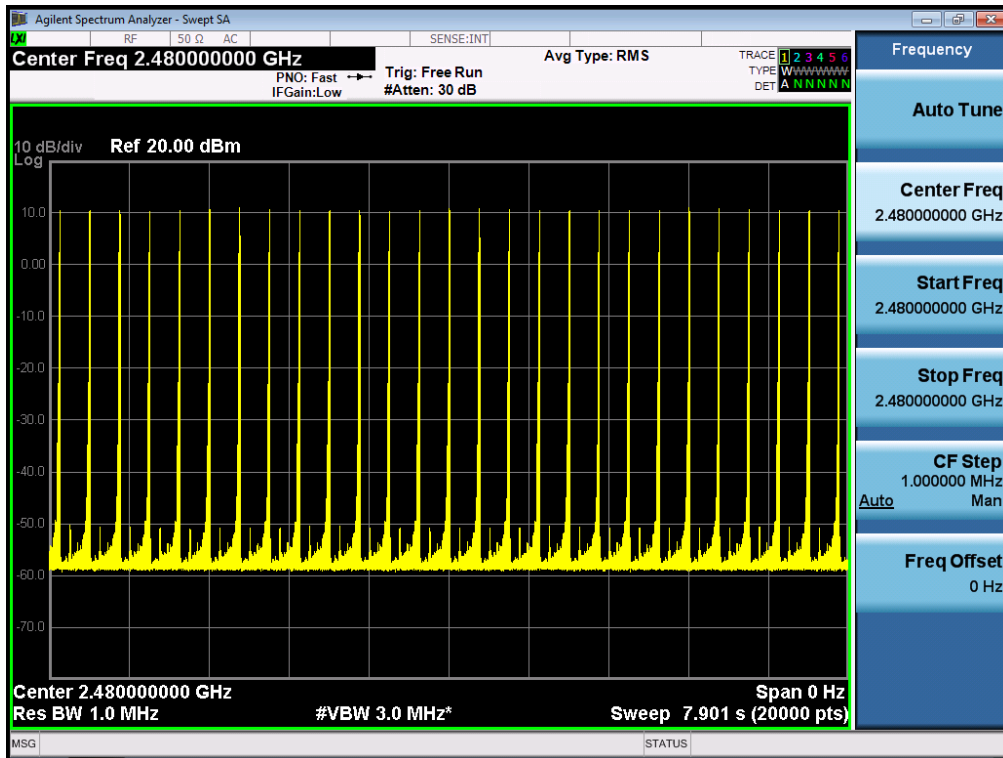 Agilent Spectrum Analyzer - Swept SA
LXI RF 50 Ω AC SENSE:INT
Center Freq 2.480000000 GHz
PNO: Fast
IFGain:Low
Trig: Free Run
#Atten: 30 dB
Avg Type: RMS
TRACE 1 2 3 4 5 6
TYPE WWWWWWW
DET A N N N N N
10 dB/div Ref 20.00 dBm
Log
10.0
0.00
-10.0
-20.0
-30.0
-40.0
-50.0
-60.0
-70.0
Center 2.480000000 GHz Span 0 Hz
Res BW 1.0 MHz #VBW 3.0 MHz* Sweep 7.901 s (20000 pts)
MSG STATUS
Frequency
Auto Tune
Center Freq
2.480000000 GHz
Start Freq
2.480000000 GHz
Stop Freq
2.480000000 GHz
CF Step
1.000000 MHz
Auto Man
Freq Offset
0 Hz